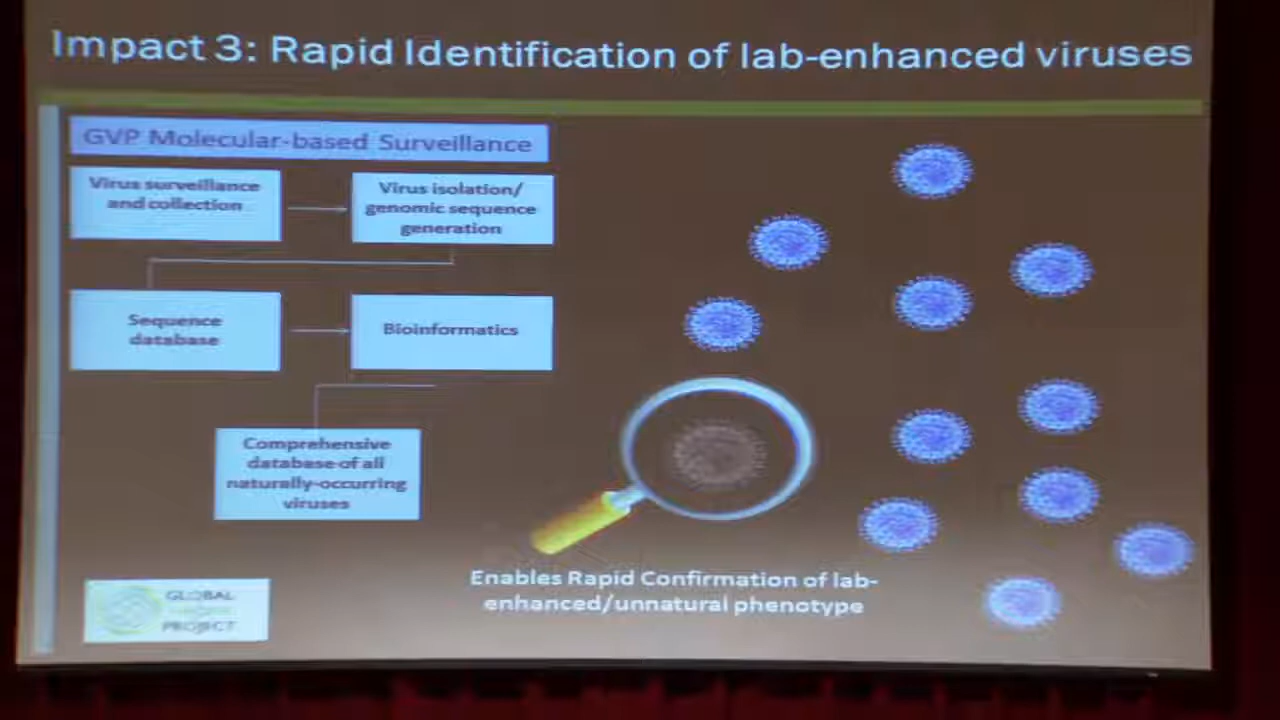 Impact 3: Rapid Identification of lab-enhanced viruses
GVP Molecular-based Surveillance
Virus surveillance
and collection
Virus isolation/
genomic sequence
generation
Sequence
database
Bioinformatics
Comprehensive
database of all
naturally-occurring
viruses
Enables Rapid Confirmation of lab-
enhanced/unnatural phenotype
GLOBAL
PROJECT